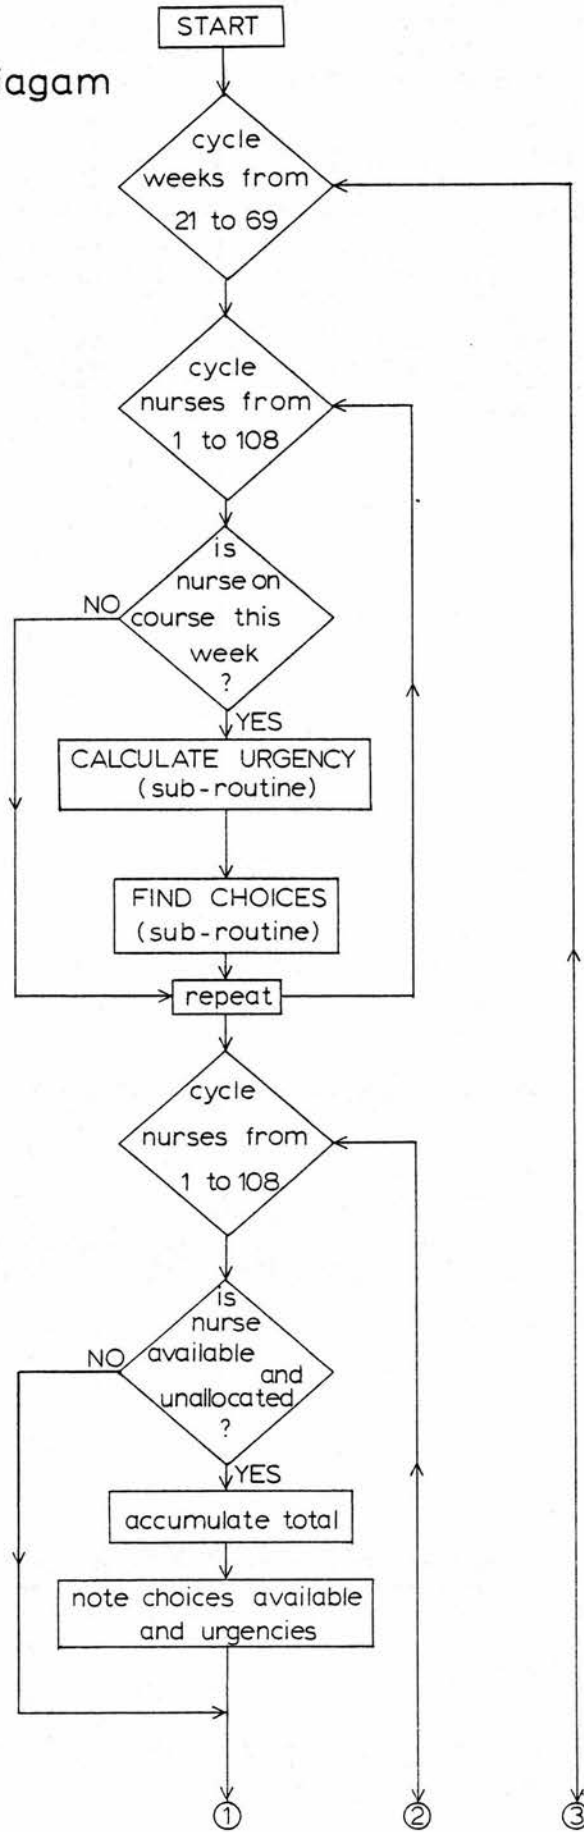 START
fagam
cycle
weeks from
21 to 69
cycle
nurses from
1 to 108
is
nurse on
NO course this
week
?
YES
CALCULATE URGENCY
(sub-routine)
FIND CHOICES
(sub-routine)
repeat
cycle
nurses from
1 to 108
is
nurse
NO available
and
unallocated
?
YES
accumulate total
note choices available
and urgencies
1 2 3